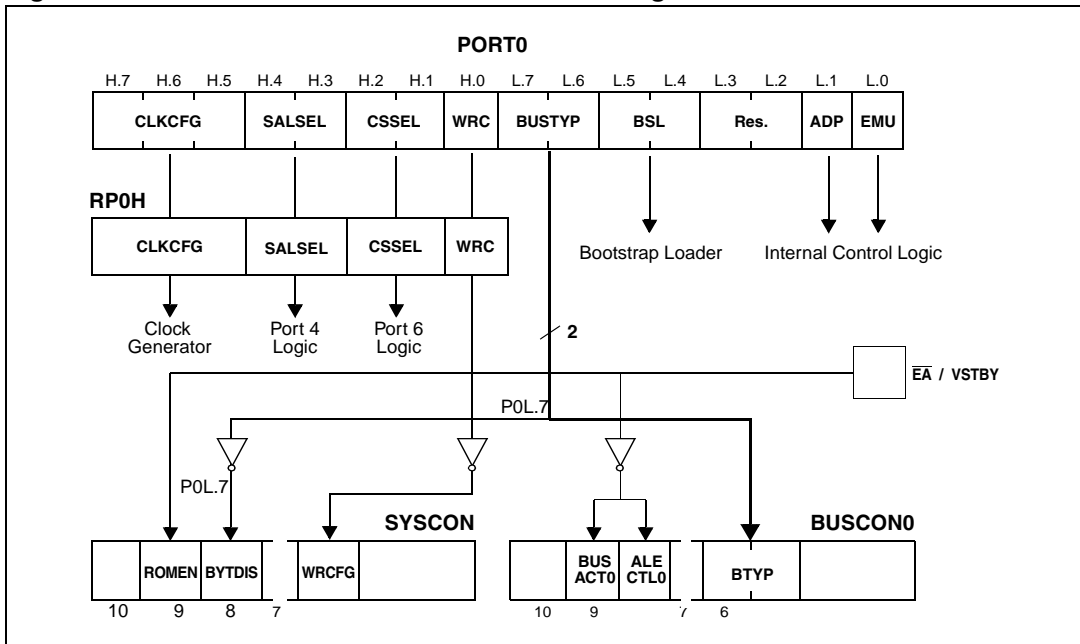 PORT0
H.7 H.6 H.5 H.4 H.3 H.2 H.1 H.0 L.7 L.6 L.5 L.4 L.3 L.2 L.1 L.0
CLKCFG SALSEL CSSEL WRC BUSTYP BSL Res. ADP EMU
RP0H
CLKCFG SALSEL CSSEL WRC
Bootstrap Loader Internal Control Logic
Clock Generator
Port 4 Logic
Port 6 Logic
2
EA / VSTBY
P0L.7
P0L.7
SYSCON BUSCON0
ROMEN BYTDIS WRCFG
BUS ACT0
ALE CTL0
BTYP
10 9 8 7 10 9 7 6